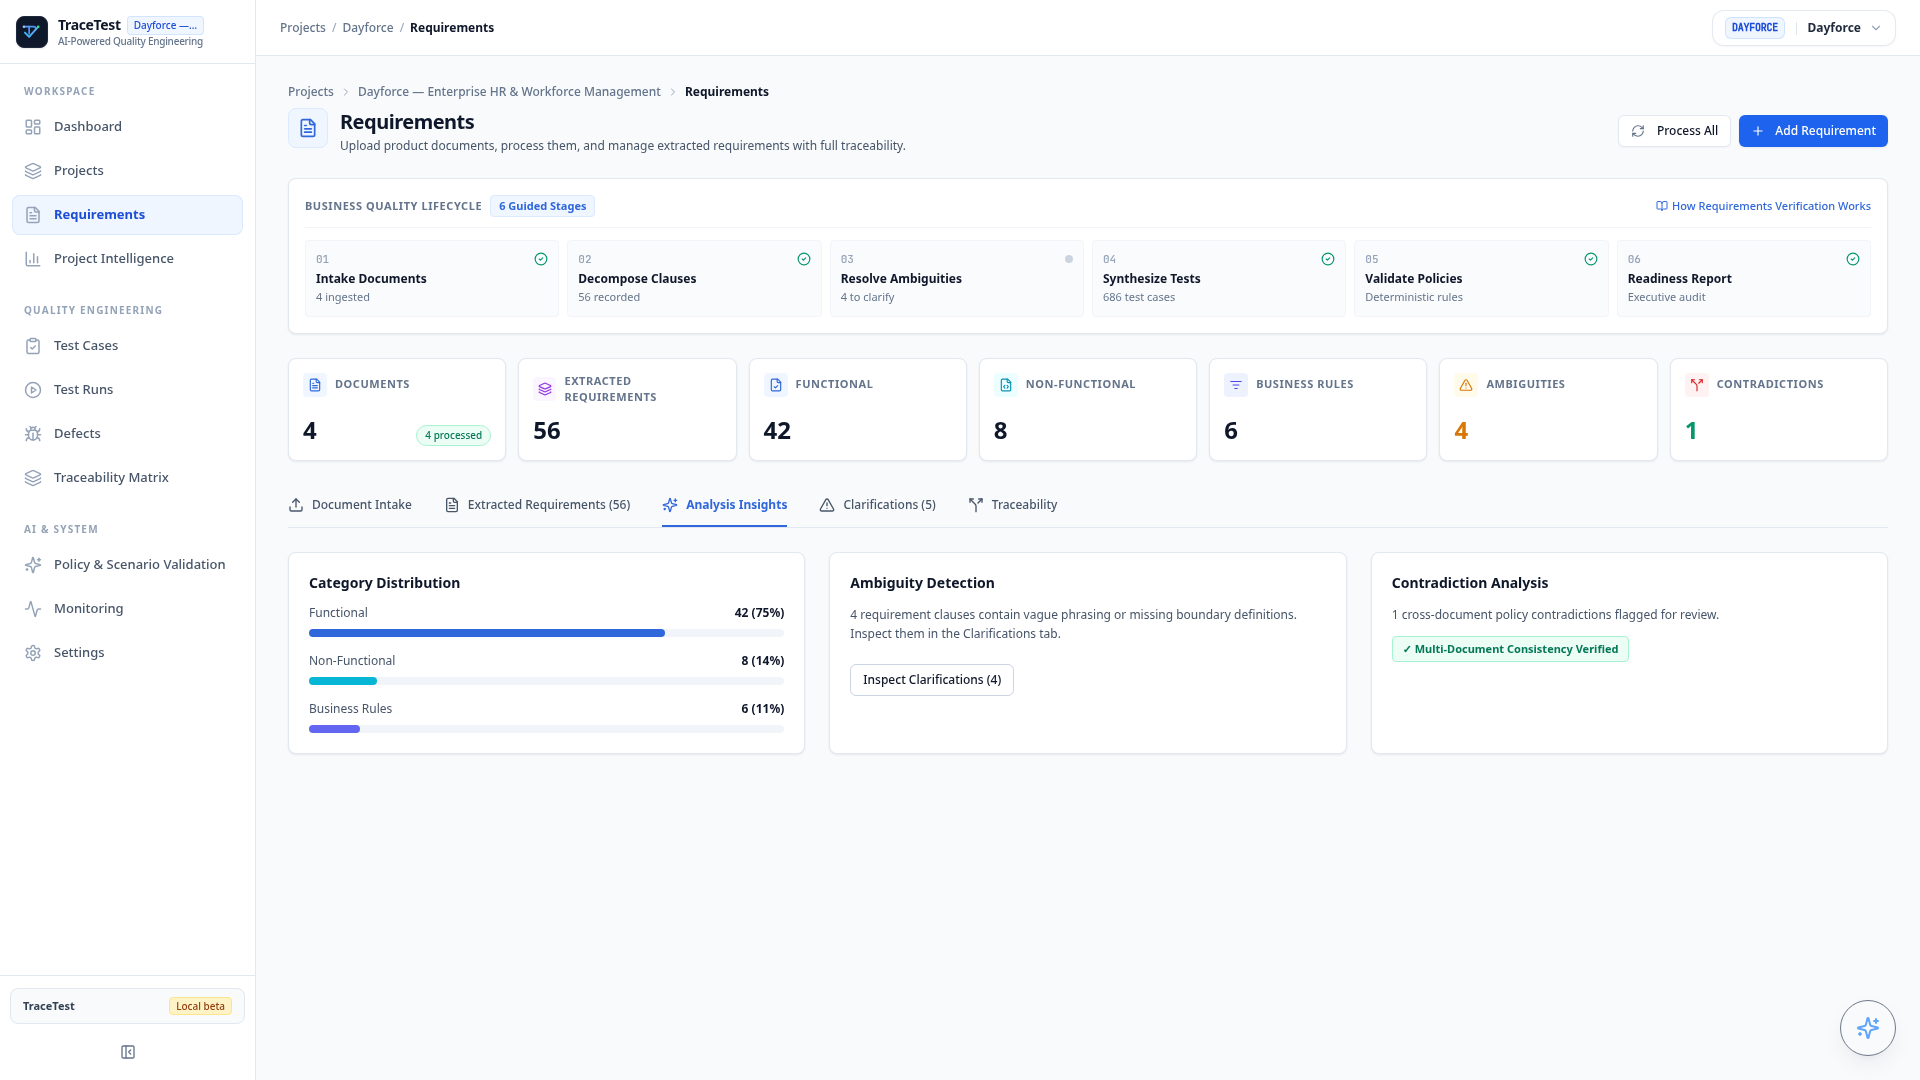 TraceTest
Dayforce —...
AI-Powered Quality Engineering
WORKSPACE
Dashboard
Projects
Requirements
Project Intelligence
QUALITY ENGINEERING
Test Cases
Test Runs
Defects
Traceability Matrix
AI & SYSTEM
Policy & Scenario Validation
Monitoring
Settings
TraceTest
Local beta
Projects / Dayforce / Requirements
DAYFORCE
Dayforce
Projects > Dayforce — Enterprise HR & Workforce Management > Requirements
Requirements
Upload product documents, process them, and manage extracted requirements with full traceability.
Process All
Add Requirement
BUSINESS QUALITY LIFECYCLE
6 Guided Stages
How Requirements Verification Works
01
Intake Documents
4 ingested
02
Decompose Clauses
56 recorded
03
Resolve Ambiguities
4 to clarify
04
Synthesize Tests
686 test cases
05
Validate Policies
Deterministic rules
06
Readiness Report
Executive audit
DOCUMENTS
4
4 processed
EXTRACTED
REQUIREMENTS
56
FUNCTIONAL
42
NON-FUNCTIONAL
8
BUSINESS RULES
6
AMBIGUITIES
4
CONTRADICTIONS
1
Document Intake
Extracted Requirements (56)
Analysis Insights
Clarifications (5)
Traceability
Category Distribution
Functional
42 (75%)
Non-Functional
8 (14%)
Business Rules
6 (11%)
Ambiguity Detection
4 requirement clauses contain vague phrasing or missing boundary definitions.
Inspect them in the Clarifications tab.
Inspect Clarifications (4)
Contradiction Analysis
1 cross-document policy contradictions flagged for review.
✓ Multi-Document Consistency Verified